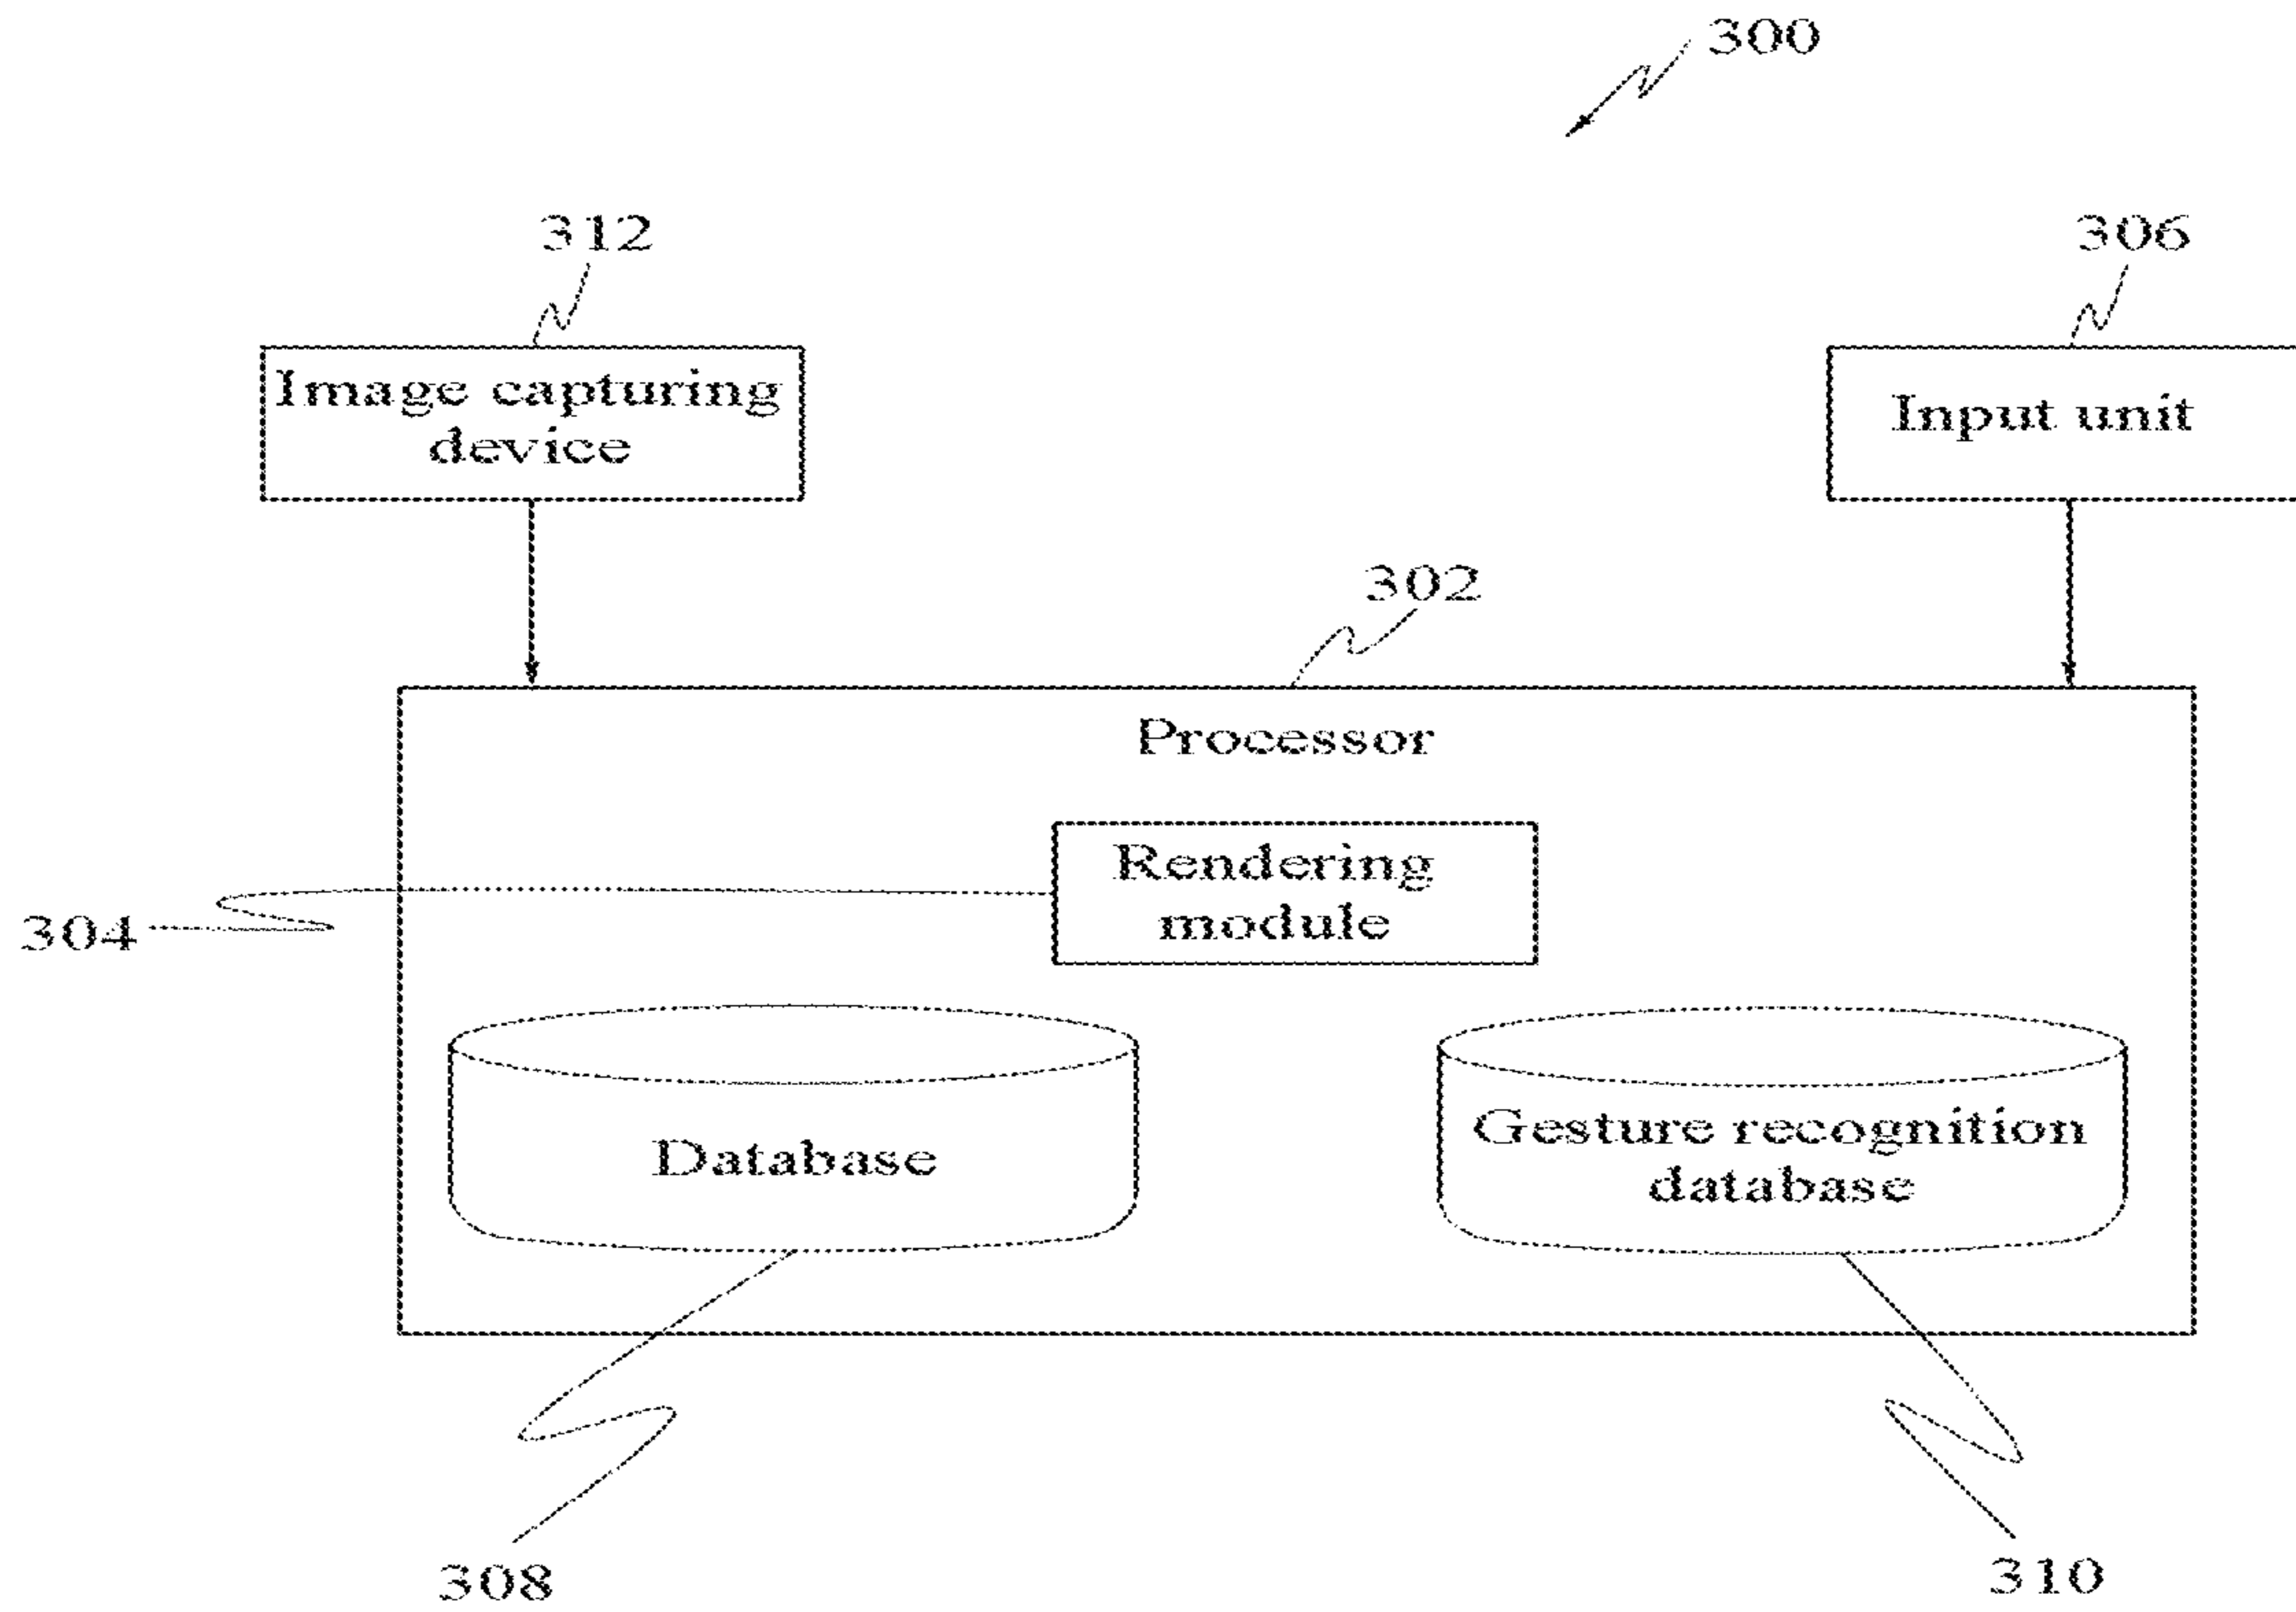 300
312
306
Image capturing
device
Input unit
302
Processor
Rendering
module
304
Database
Gesture recognition
database
308
310